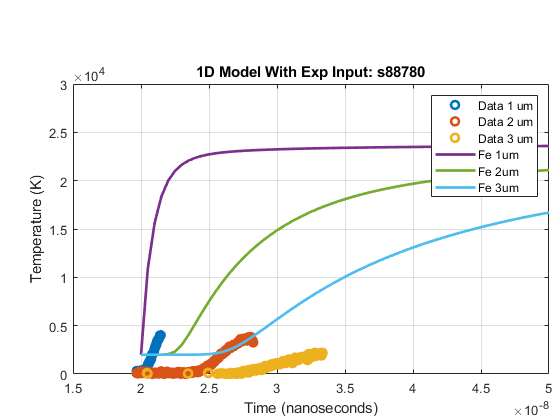 1D Model With Exp Input: s88780
×10⁴
3
2.5
2
1.5
1
0.5
0
Temperature (K)
Data 1 um
Data 2 um
Data 3 um
Fe 1um
Fe 2um
Fe 3um
1.5 2 2.5 3 3.5 4 4.5 5
Time (nanoseconds)
×10⁻⁸